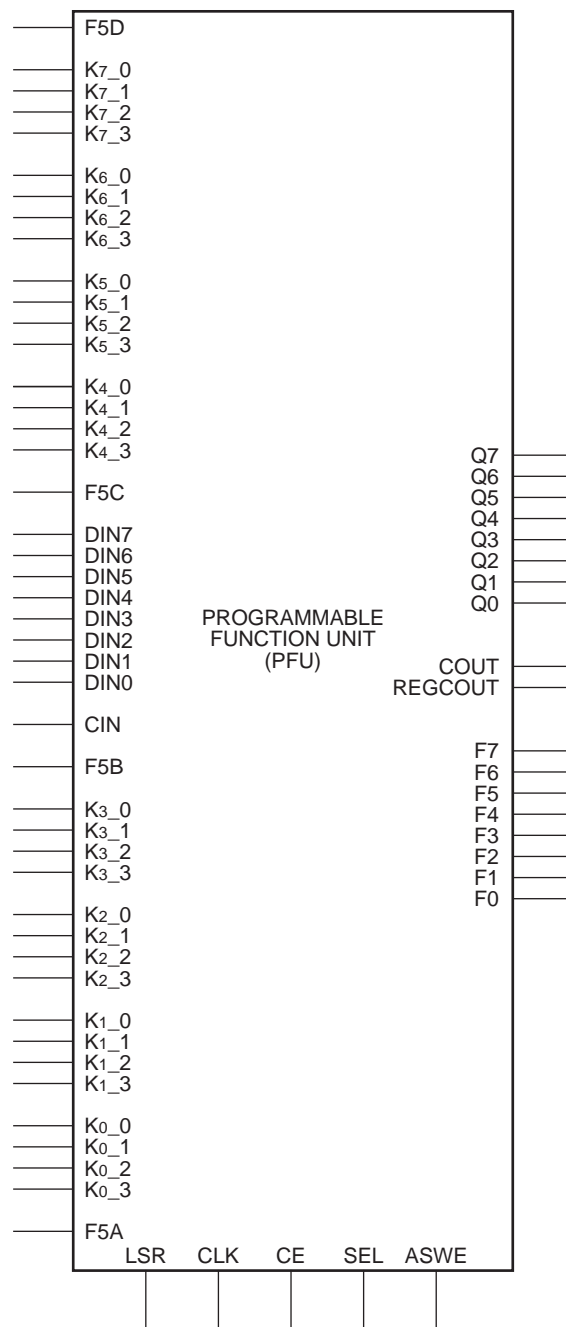 F5D
K7_0
K7_1
K7_2
K7_3
K6_0
K6_1
K6_2
K6_3
K5_0
K5_1
K5_2
K5_3
K4_0
K4_1
K4_2
K4_3
F5C
DIN7
DIN6
DIN5
DIN4
DIN3
DIN2
DIN1
DIN0
CIN
F5B
K3_0
K3_1
K3_2
K3_3
K2_0
K2_1
K2_2
K2_3
K1_0
K1_1
K1_2
K1_3
K0_0
K0_1
K0_2
K0_3
F5A
PROGRAMMABLE
FUNCTION UNIT
(PFU)
Q7
Q6
Q5
Q4
Q3
Q2
Q1
Q0
COUT
REGCOUT
F7
F6
F5
F4
F3
F2
F1
F0
LSR CLK CE SEL ASWE